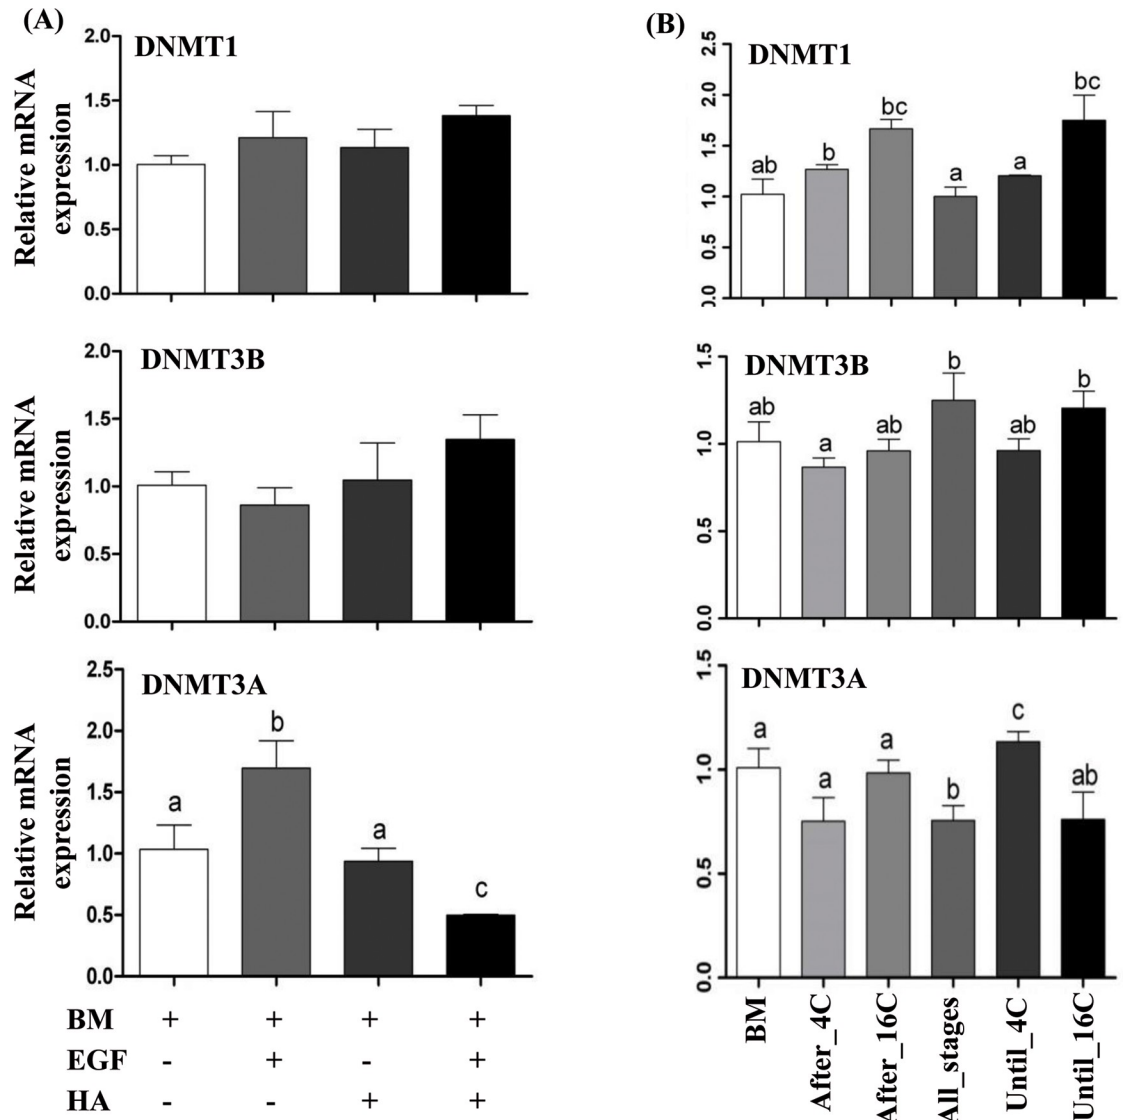 (A)
DNMT1
Relative mRNA
expression
2.0
1.5
1.0
0.5
0.0
DNMT3B
Relative mRNA
expression
2.0
1.5
1.0
0.5
0.0
DNMT3A
Relative mRNA
expression
2.5
2.0
1.5
1.0
0.5
0.0
a
b
a
c
BM + + + +
EGF - + - +
HA - - + +
(B)
DNMT1
2.5
2.0
1.5
1.0
0.5
0.0
ab
b
bc
a
a
bc
DNMT3B
1.5
1.0
0.5
0.0
ab
a
ab
b
ab
b
DNMT3A
1.5
1.0
0.5
0.0
a
a
a
b
c
ab
BM
After_4C
After_16C
All_stages
Until_4C
Until_16C